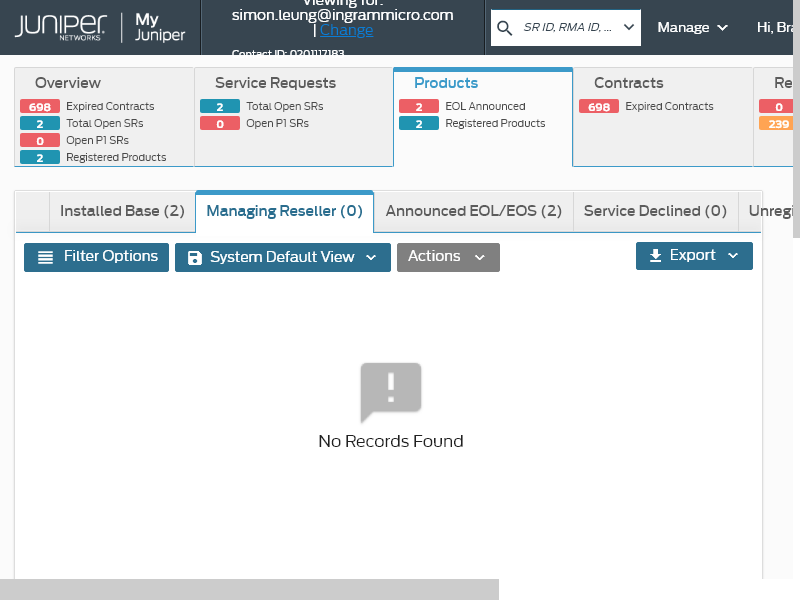 JUNIPER NETWORKS
My Juniper
Viewing for:
simon.leung@ingrammicro.com
| Change
Contact ID: 0201117183
SR ID, RMA ID, ...
Manage
Hi, Bra
Overview
698 Expired Contracts
2 Total Open SRs
0 Open P1 SRs
2 Registered Products
Service Requests
2 Total Open SRs
0 Open P1 SRs
Products
2 EOL Announced
2 Registered Products
Contracts
698 Expired Contracts
Re
0
239
Installed Base (2)
Managing Reseller (0)
Announced EOL/EOS (2)
Service Declined (0)
Unregi
Filter Options
System Default View
Actions
Export
No Records Found